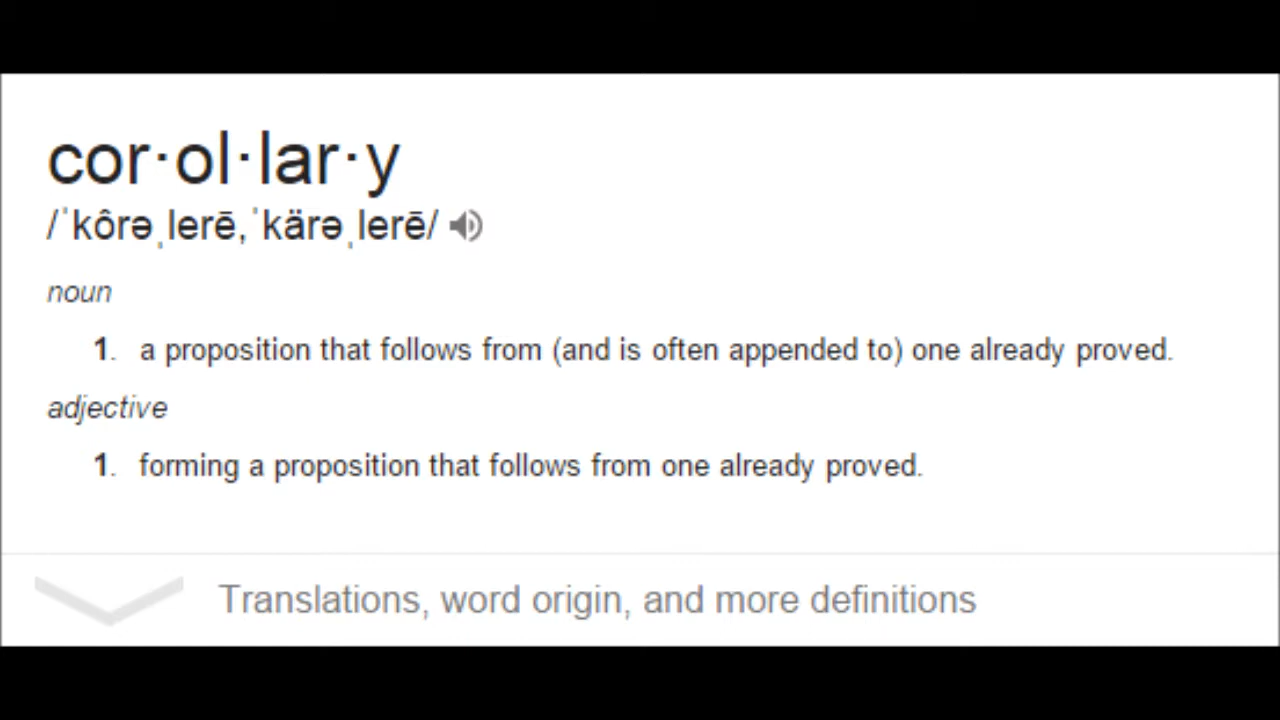 cor·ol·lar·y
/ˈkôrəˌlerē,ˈkärəˌlerē/
noun
1. a proposition that follows from (and is often appended to) one already proved.
adjective
1. forming a proposition that follows from one already proved.
Translations, word origin, and more definitions